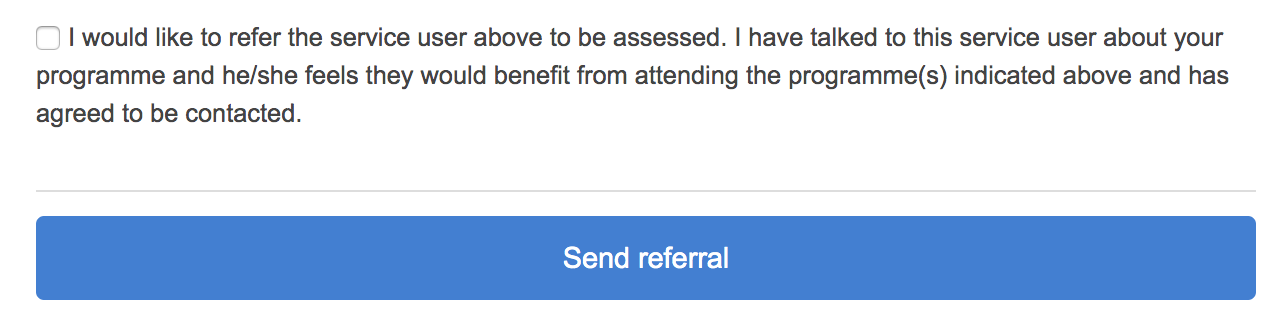 I would like to refer the service user above to be assessed. I have talked to this service user about your
programme and he/she feels they would benefit from attending the programme(s) indicated above and has
agreed to be contacted.
Send referral